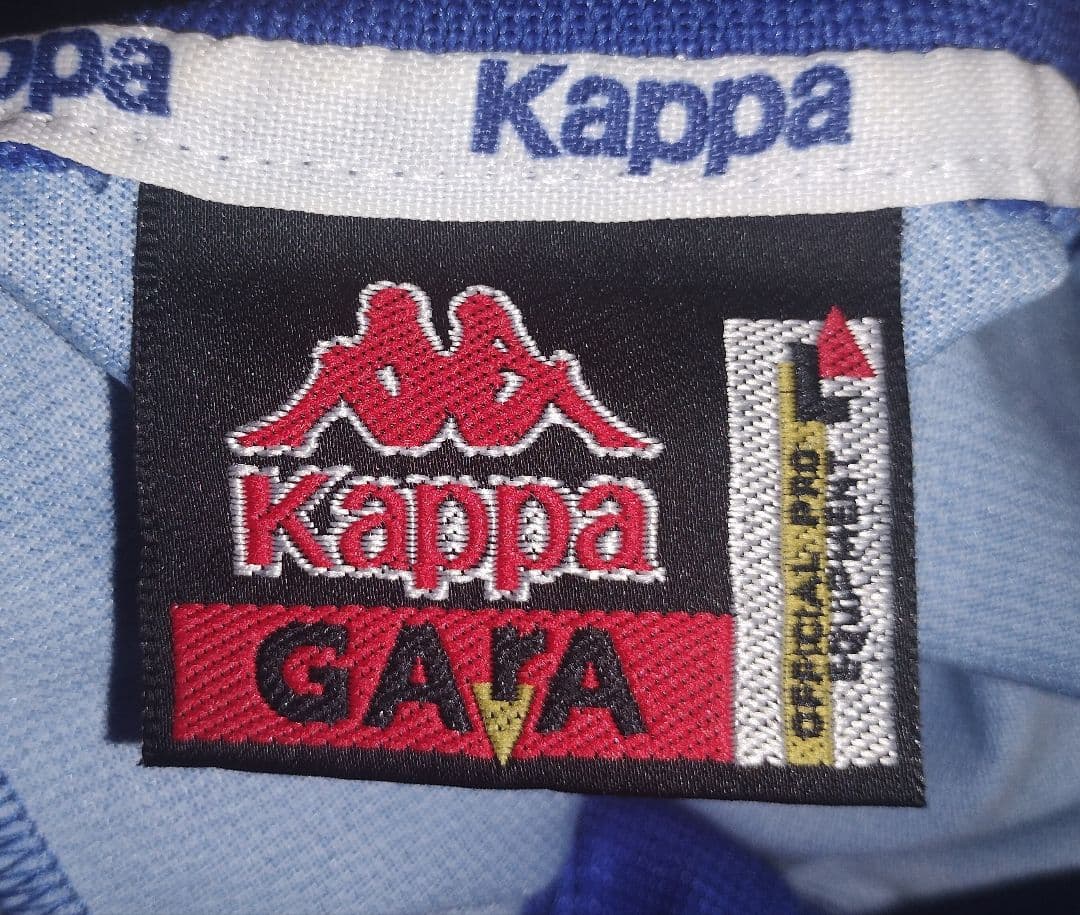 ppa Kappa
Kappa
GArA
L
OFFICIAL PRO
EQUIPMENT